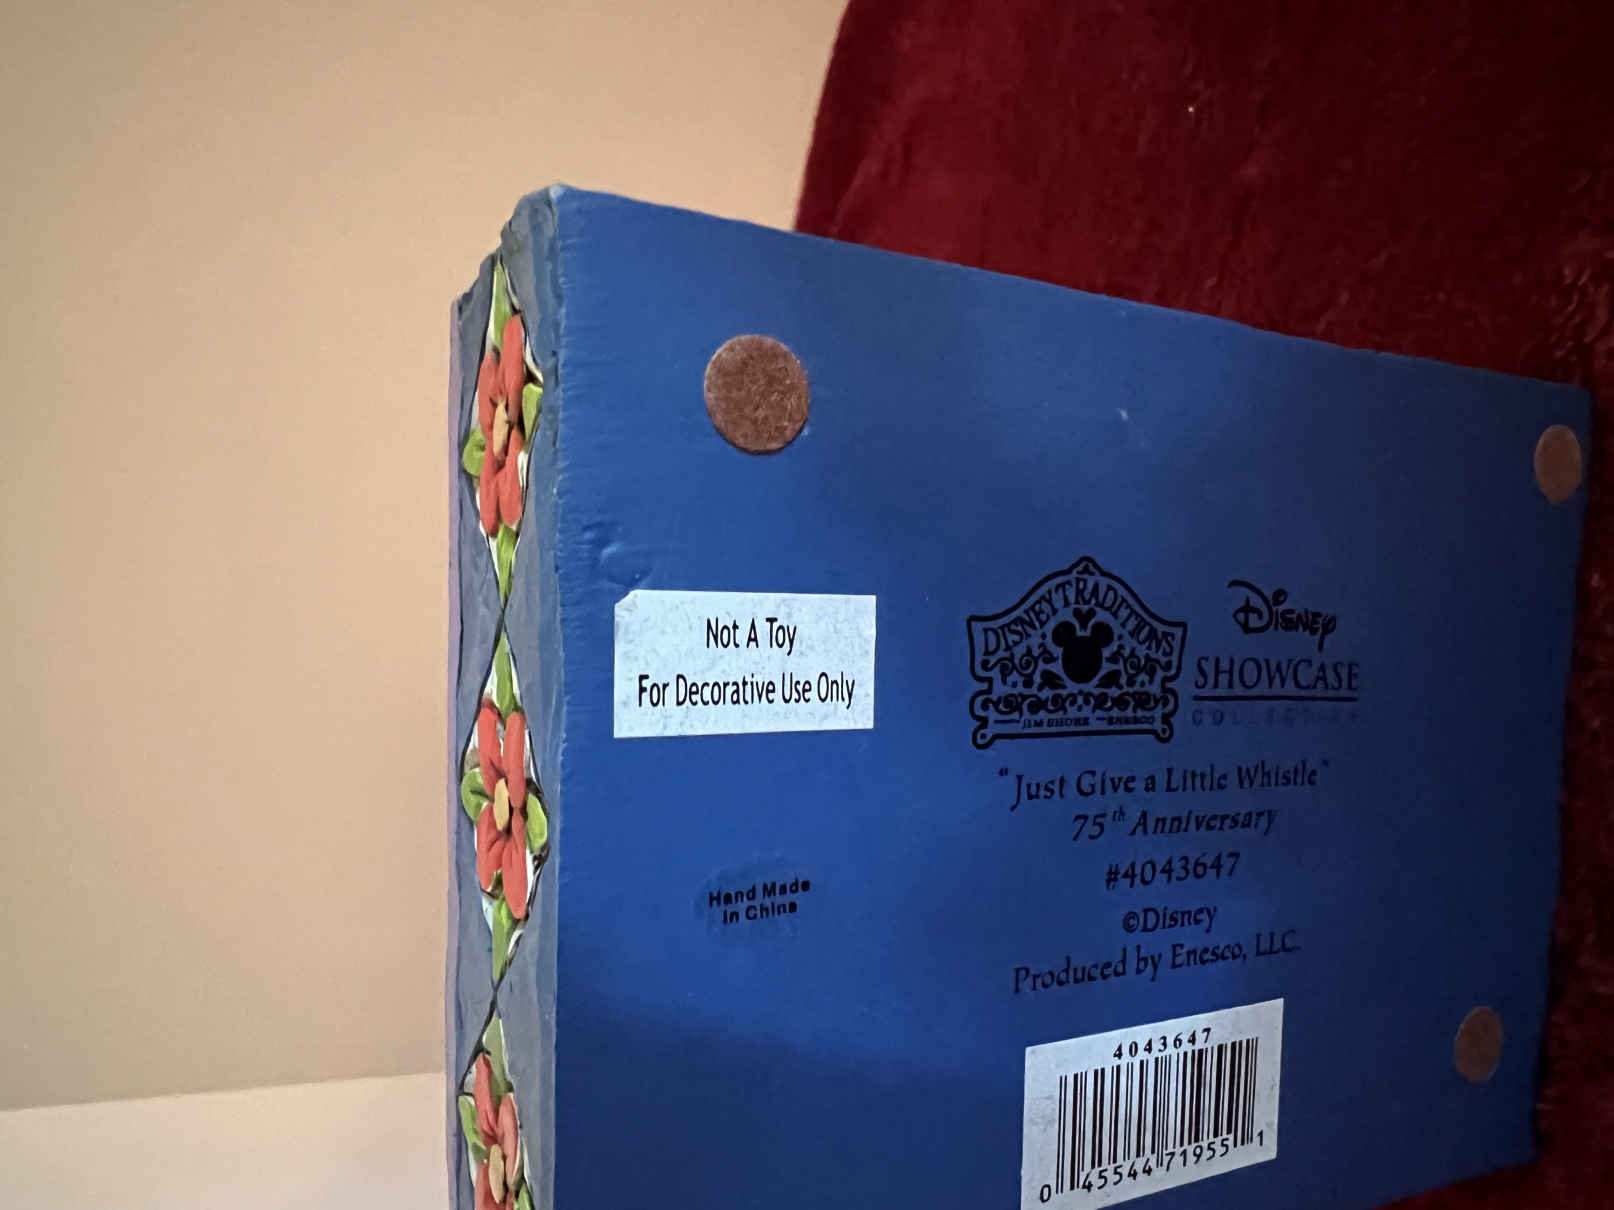 Not A Toy
For Decorative Use Only
Hand Made
in China
DISNEY TRADITIONS
JIM SHORE ENESCO
Disney
SHOWCASE
COLLECTION
"Just Give a Little Whistle"
75th Anniversary
#4043647
©Disney
Produced by Enesco, LLC.
4043647
0 45544 71955 1